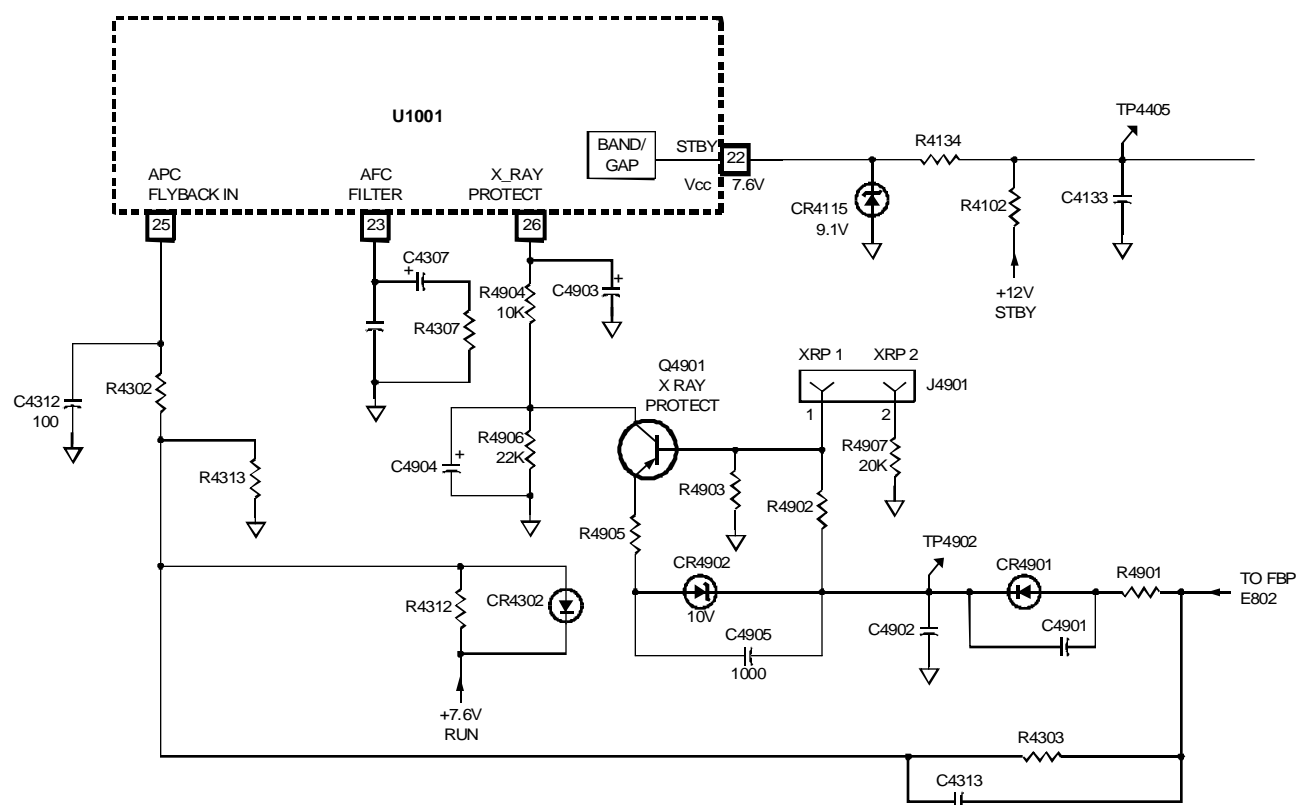 U1001
TP4405
BAND/
GAP
STBY
22
Vcc
7.6V
R4134
CR4115
9.1V
R4102
C4133
+12V
STBY
APC
FLYBACK IN
AFC
FILTER
X_RAY
PROTECT
25
23
26
C4307
+
R4307
R4904
10K
C4903
+
C4312
100
R4302
R4313
C4904
+
R4906
22K
Q4901
X RAY
PROTECT
XRP 1
XRP 2
J4901
1
2
R4907
20K
R4903
R4902
R4905
TP4902
CR4902
10V
C4905
1000
C4902
CR4901
C4901
R4901
TO FBP
E802
R4312
CR4302
+7.6V
RUN
R4303
C4313